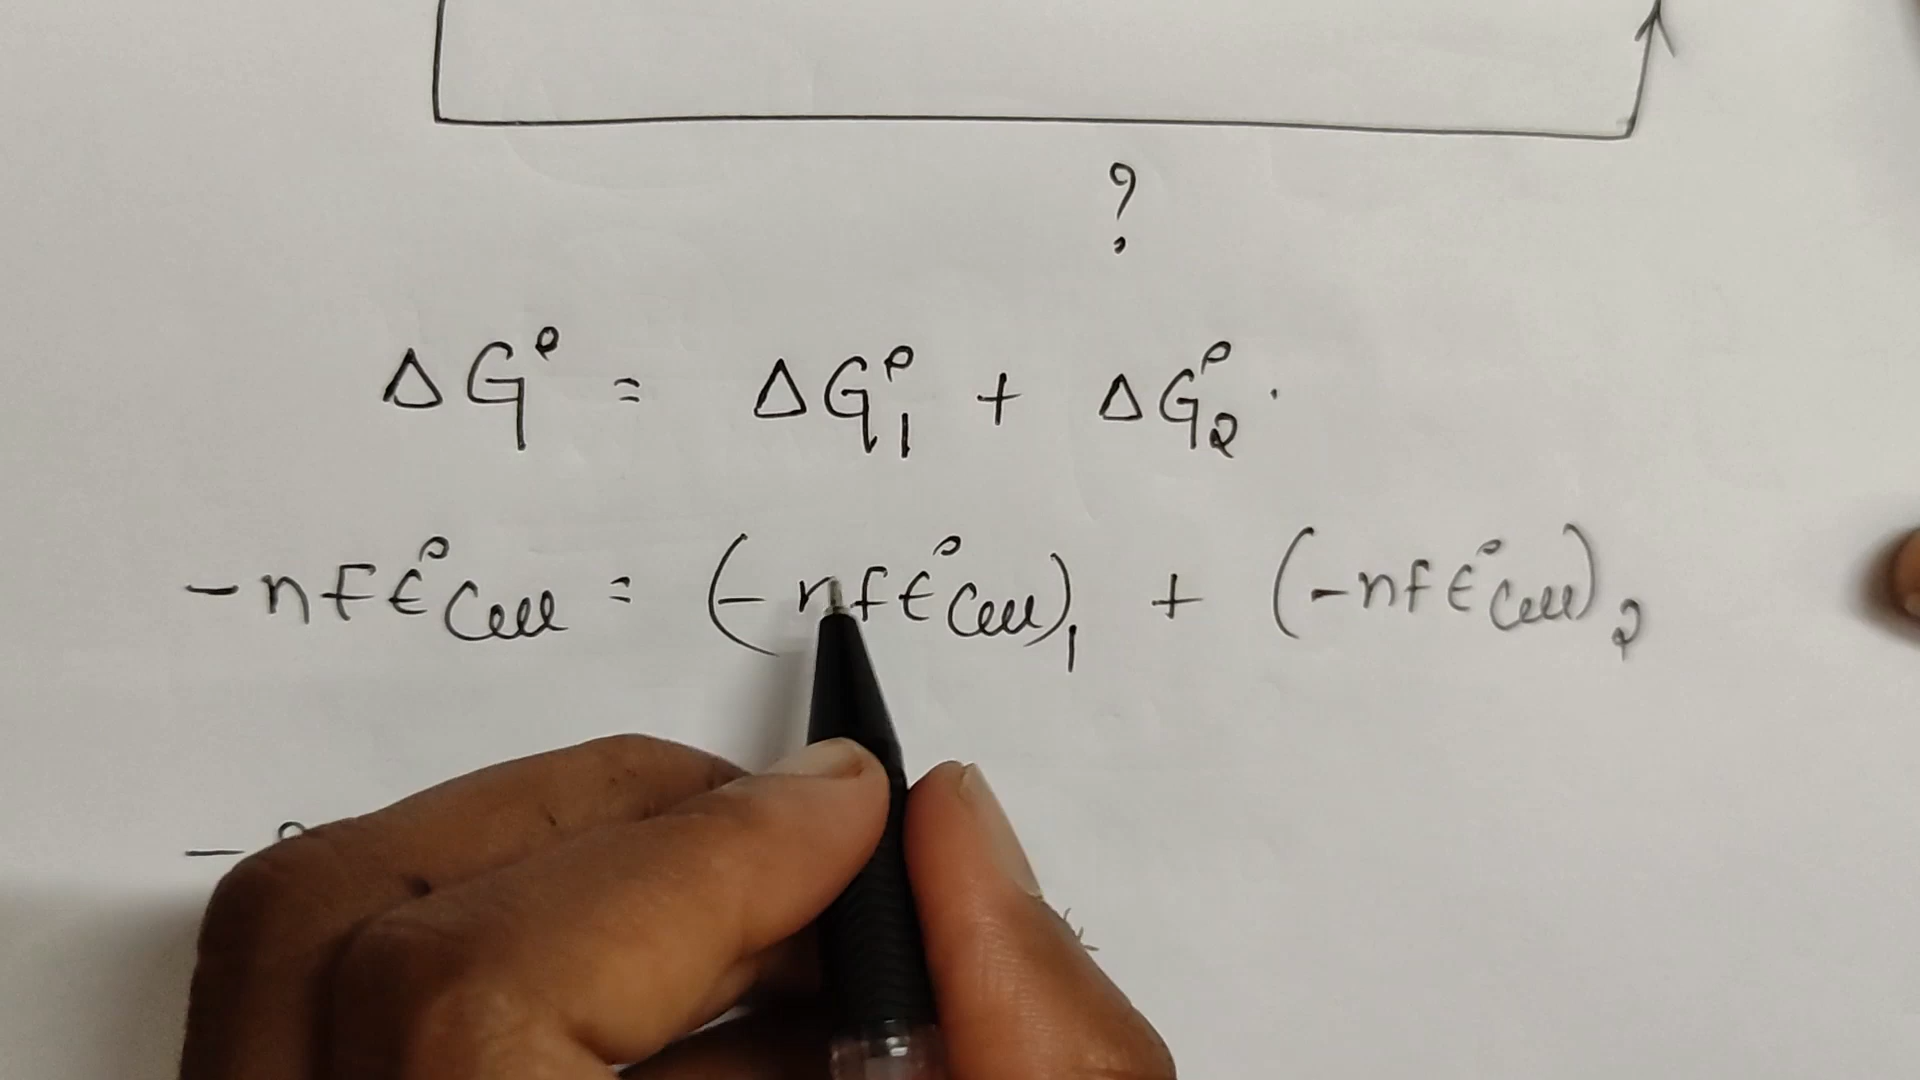 ?
ΔG° = ΔG°₁ + ΔG°₂.
-nFE°cell = (-nFE°cell)₁ + (-nFE°cell)₂
-